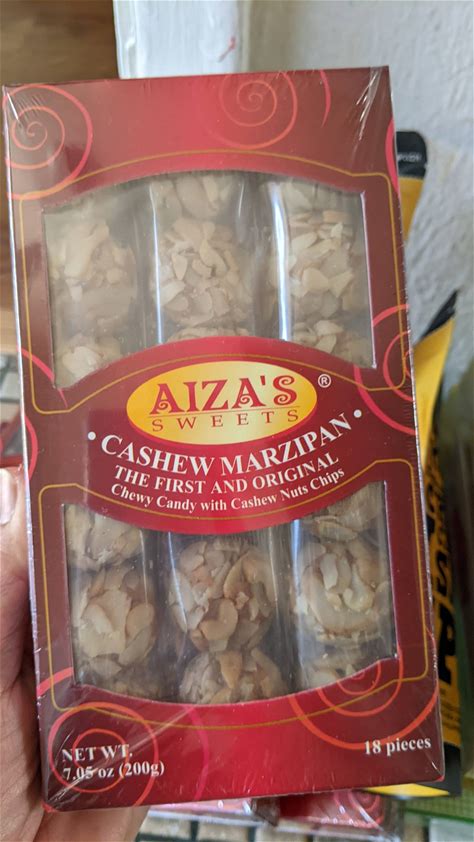 AIZA'S ®
SWEETS
• CASHEW MARZIPAN •
THE FIRST AND ORIGINAL
Chewy Candy with Cashew Nuts Chips
NET WT.
7.05 oz (200g)
18 pieces